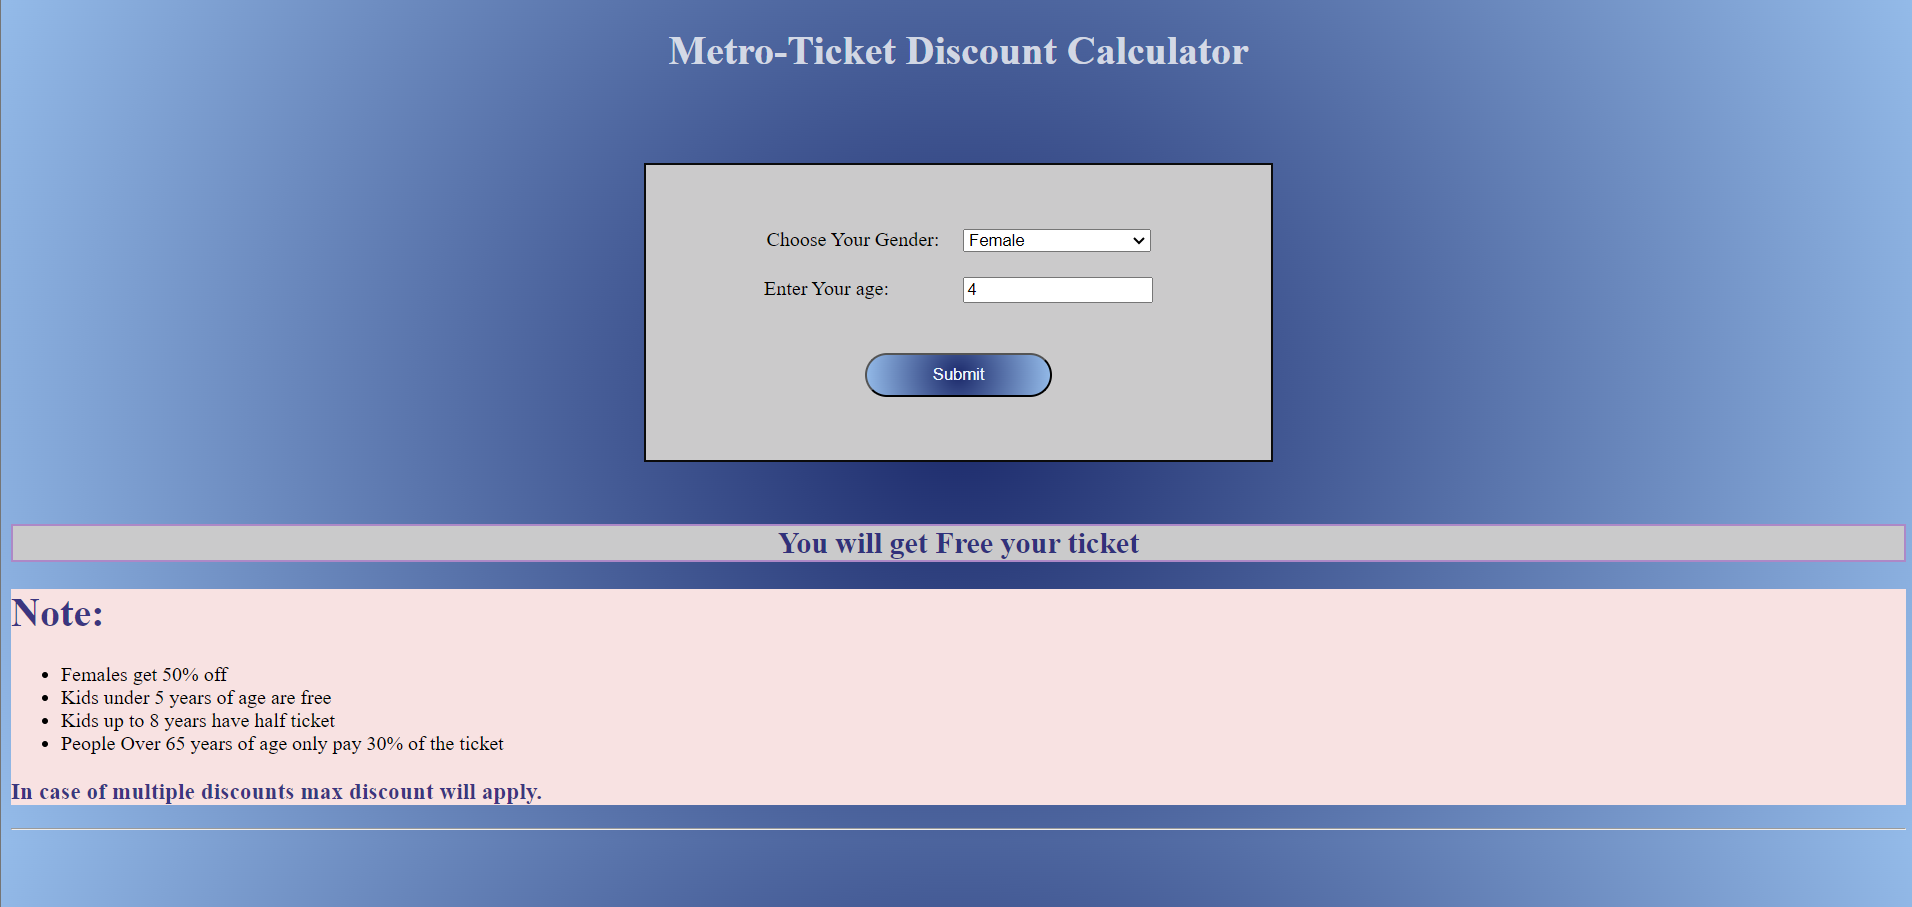 Metro-Ticket Discount Calculator
Choose Your Gender: Female
Enter Your age: 4
Submit
You will get Free your ticket
Note:
Females get 50% off
Kids under 5 years of age are free
Kids up to 8 years have half ticket
People Over 65 years of age only pay 30% of the ticket
In case of multiple discounts max discount will apply.